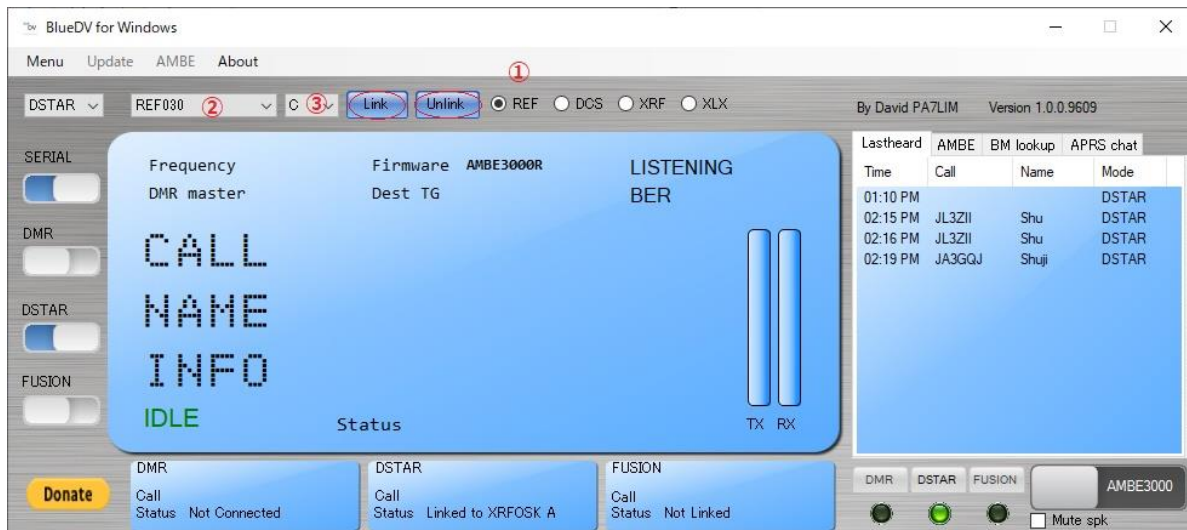 BlueDV for Windows
Menu Update AMBE About
①
DSTAR REF030 ② C ③ Link Unlink REF DCS XRF XLX
By David PA7LIM Version 1.0.0.9609
SERIAL
DMR
DSTAR
FUSION
Donate
Frequency Firmware AMBE3000R LISTENING
DMR master Dest TG BER
CALL
NAME
INFO
IDLE Status TX RX
Lastheard AMBE BM lookup APRS chat
Time Call Name Mode
01:10 PM DSTAR
02:15 PM JL3ZII Shu DSTAR
02:16 PM JL3ZII Shu DSTAR
02:19 PM JA3GQJ Shuji DSTAR
DMR
Call
Status Not Connected
DSTAR
Call
Status Linked to XRFOSK A
FUSION
Call
Status Not Linked
DMR DSTAR FUSION
AMBE3000
Mute spk